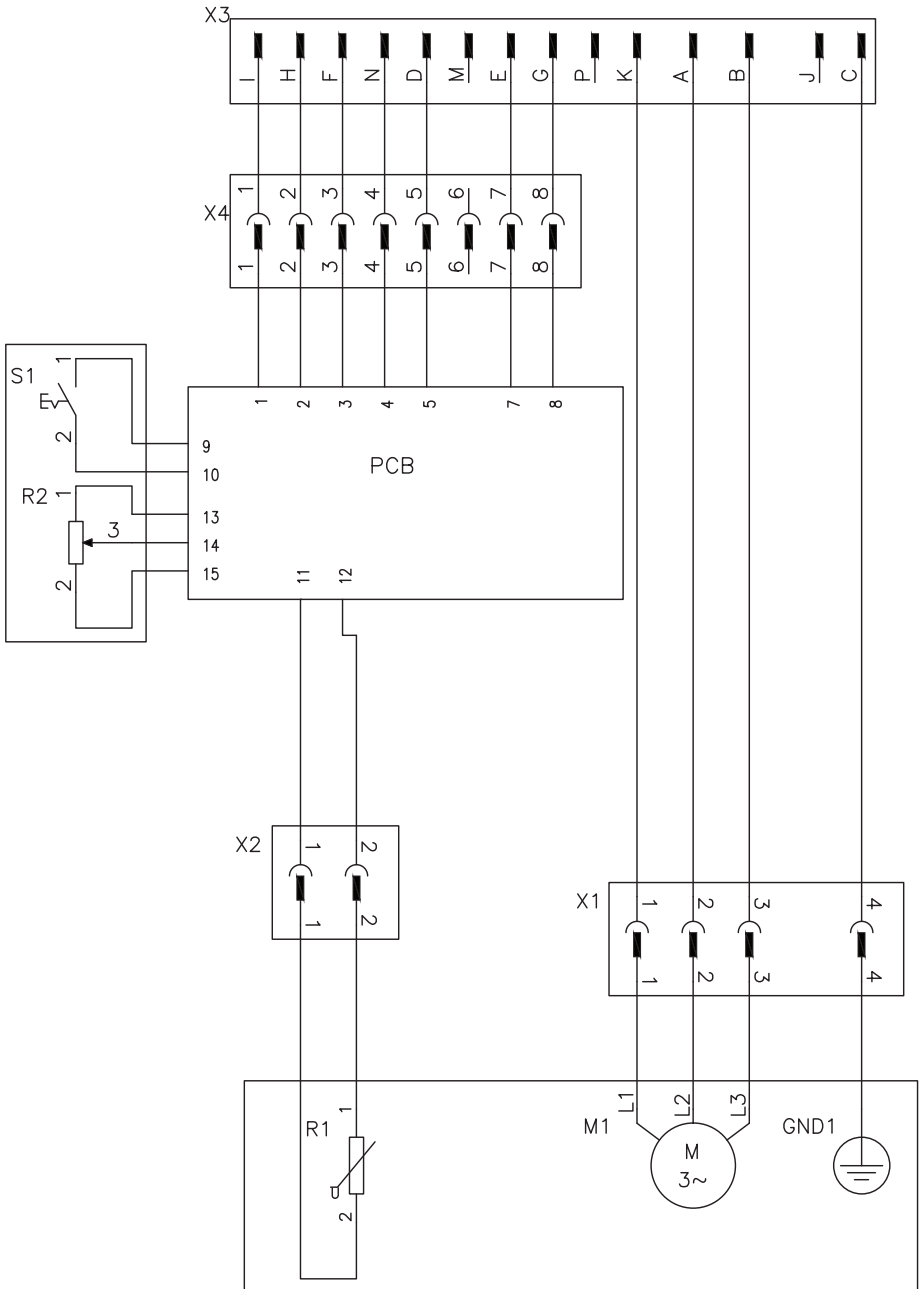 X3
I H F N D M E G P K A B J C
X4
1 2 3 4 5 6 7 8
1 2 3 4 5 6 7 8
S1
1
2
1 2 3 4 5 7 8
PCB
9
10
R2
1
3
2
13
14
15
11 12
X2
1 2
1 2
X1
1 2 3 4
1 2 3 4
R1
1
2
M1
L1 L2 L3
M
3~
GND1